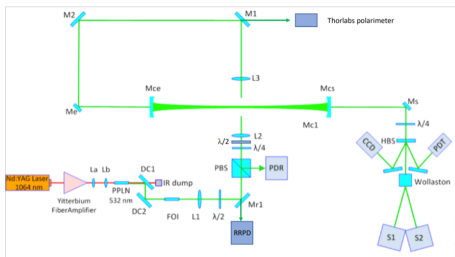 M2
M1
Thorlabs polarimeter
L3
Me
Mce
Mcs
Ms
Mc1
λ/4
CCD
HBS
PDT
L2
λ/2
λ/4
PBS
PDR
Wollaston
Nd:YAG Laser
1064 nm
La
Lb
DC1
IR dump
PPLN
532 nm
Yitterbium
FiberAmplifier
DC2
FOI
L1
λ/2
Mr1
RRPD
S1
S2